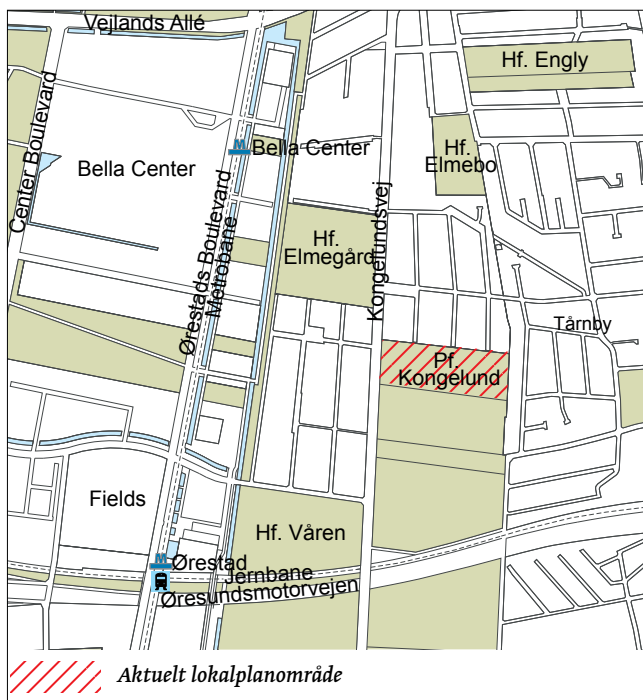 Vejlands Allé
Hf. Engly
Center Boulevard
Bella Center
M Bella Center
Hf.
Elmebo
Ørestads Boulevard
Metrobane
Hf.
Elmegård
Kongelundsvej
Tårnby
Pf.
Kongelund
Fields
Hf. Våren
M Ørestad
Jernbane
Øresundsmotorvejen
Aktuelt lokalplanområde